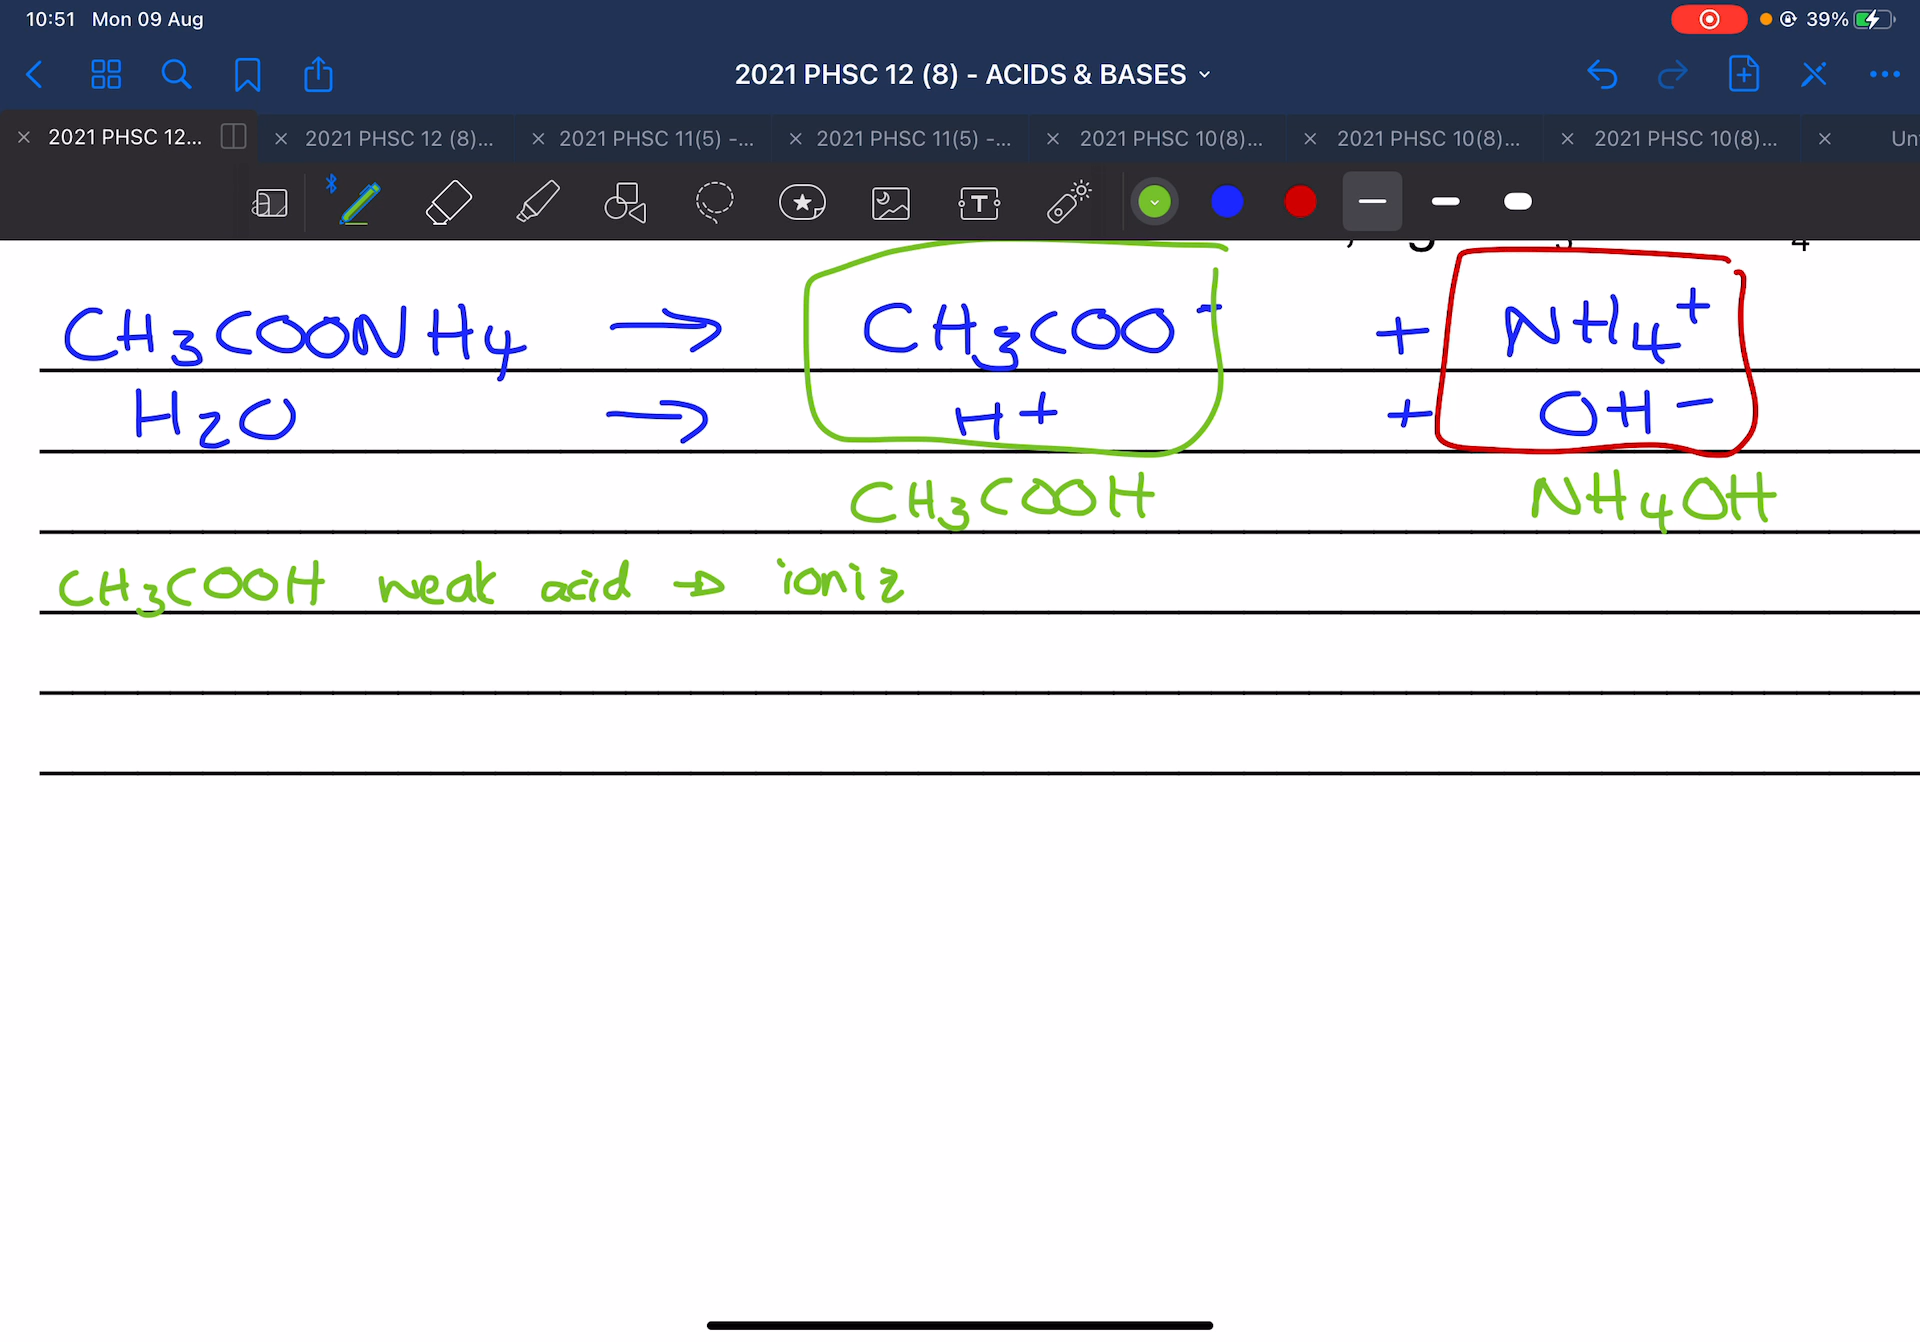 10:51 Mon 09 Aug 39%
2021 PHSC 12 (8) - ACIDS & BASES
2021 PHSC 12... 2021 PHSC 12 (8)... 2021 PHSC 11(5) -... 2021 PHSC 11(5) -... 2021 PHSC 10(8)... 2021 PHSC 10(8)... 2021 PHSC 10(8)... Un
CH₃COONH₄ → CH₃COO⁻ + NH₄⁺
H₂O → H⁺ + OH⁻
CH₃COOH NH₄OH
CH₃COOH weak acid → ioniz